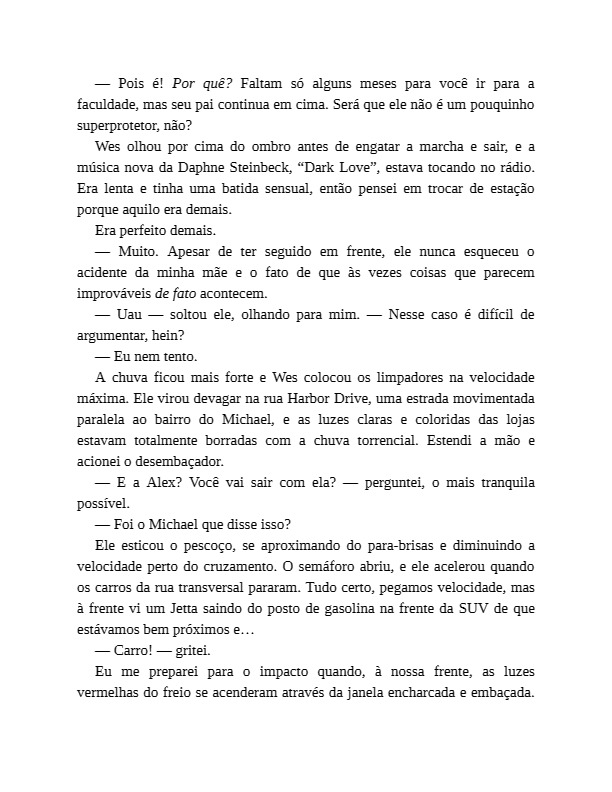 — Pois é! Por quê? Faltam só alguns meses para você ir para a
faculdade, mas seu pai continua em cima. Será que ele não é um pouquinho
superprotetor, não?
Wes olhou por cima do ombro antes de engatar a marcha e sair, e a
música nova da Daphne Steinbeck, “Dark Love”, estava tocando no rádio.
Era lenta e tinha uma batida sensual, então pensei em trocar de estação
porque aquilo era demais.
Era perfeito demais.
— Muito. Apesar de ter seguido em frente, ele nunca esqueceu o
acidente da minha mãe e o fato de que às vezes coisas que parecem
improváveis de fato acontecem.
— Uau — soltou ele, olhando para mim. — Nesse caso é difícil de
argumentar, hein?
— Eu nem tento.
A chuva ficou mais forte e Wes colocou os limpadores na velocidade
máxima. Ele virou devagar na rua Harbor Drive, uma estrada movimentada
paralela ao bairro do Michael, e as luzes claras e coloridas das lojas
estavam totalmente borradas com a chuva torrencial. Estendi a mão e
acionei o desembaçador.
— E a Alex? Você vai sair com ela? — perguntei, o mais tranquila
possível.
— Foi o Michael que disse isso?
Ele esticou o pescoço, se aproximando do para-brisas e diminuindo a
velocidade perto do cruzamento. O semáforo abriu, e ele acelerou quando
os carros da rua transversal pararam. Tudo certo, pegamos velocidade, mas
à frente vi um Jetta saindo do posto de gasolina na frente da SUV de que
estávamos bem próximos e…
— Carro! — gritei.
Eu me preparei para o impacto quando, à nossa frente, as luzes
vermelhas do freio se acenderam através da janela encharcada e embaçada.